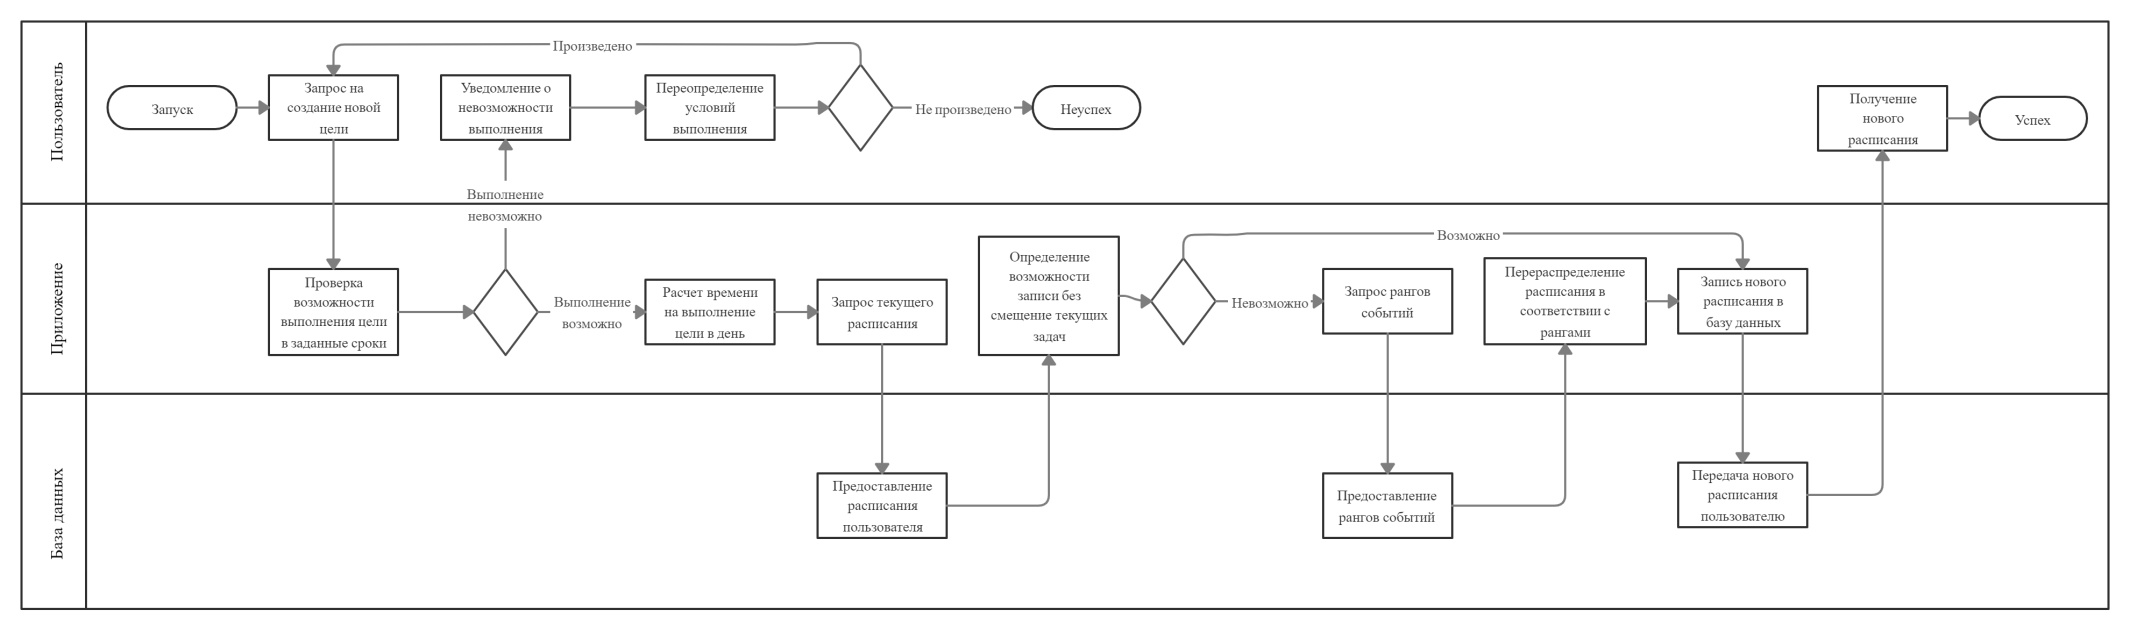 Пользователь
Произведено
Запуск
Запрос на
создание новой
цели
Уведомление о
невозможности
выполнения
Переопределение
условий
выполнения
Не произведено
Неуспех
Получение
нового
расписания
Успех
Выполнение
невозможно
Приложение
Проверка
возможности
выполнения цели
в заданные сроки
Выполнение
возможно
Расчет времени
на выполнение
цели в день
Запрос текущего
расписания
Определение
возможности
записи без
смещение текущих
задач
Возможно
Невозможно
Запрос рангов
событий
Перераспределение
расписания в
соответствии с
рангами
Запись нового
расписания в
базу данных
База данных
Предоставление
расписания
пользователя
Предоставление
рангов событий
Передача нового
расписания
пользователю